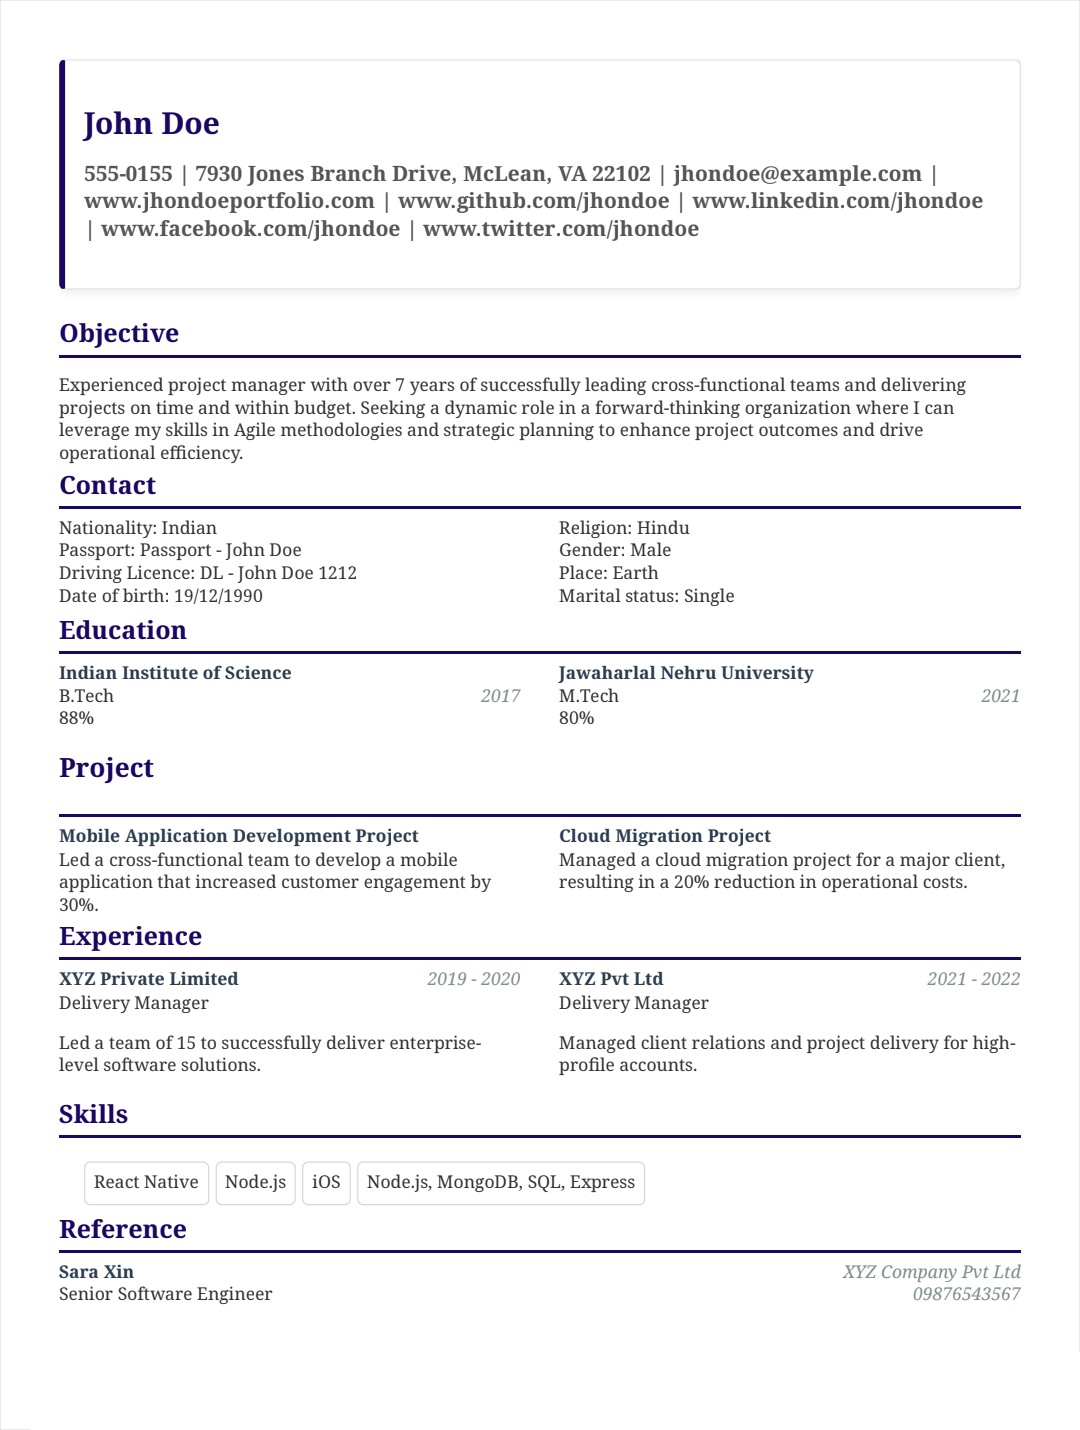 John Doe
555-0155 | 7930 Jones Branch Drive, McLean, VA 22102 | jhondoe@example.com |
www.jhondoeportfolio.com | www.github.com/jhondoe | www.linkedin.com/jhondoe
| www.facebook.com/jhondoe | www.twitter.com/jhondoe
Objective
Experienced project manager with over 7 years of successfully leading cross-functional teams and delivering
projects on time and within budget. Seeking a dynamic role in a forward-thinking organization where I can
leverage my skills in Agile methodologies and strategic planning to enhance project outcomes and drive
operational efficiency.
Contact
Nationality: Indian
Passport: Passport - John Doe
Driving Licence: DL - John Doe 1212
Date of birth: 19/12/1990
Religion: Hindu
Gender: Male
Place: Earth
Marital status: Single
Education
Indian Institute of Science
B.Tech 2017
88%
Jawaharlal Nehru University
M.Tech 2021
80%
Project
Mobile Application Development Project
Led a cross-functional team to develop a mobile
application that increased customer engagement by
30%.
Cloud Migration Project
Managed a cloud migration project for a major client,
resulting in a 20% reduction in operational costs.
Experience
XYZ Private Limited 2019 - 2020
Delivery Manager
Led a team of 15 to successfully deliver enterprise-
level software solutions.
XYZ Pvt Ltd 2021 - 2022
Delivery Manager
Managed client relations and project delivery for high-
profile accounts.
Skills
React Native Node.js iOS Node.js, MongoDB, SQL, Express
Reference
Sara Xin XYZ Company Pvt Ltd
Senior Software Engineer 09876543567